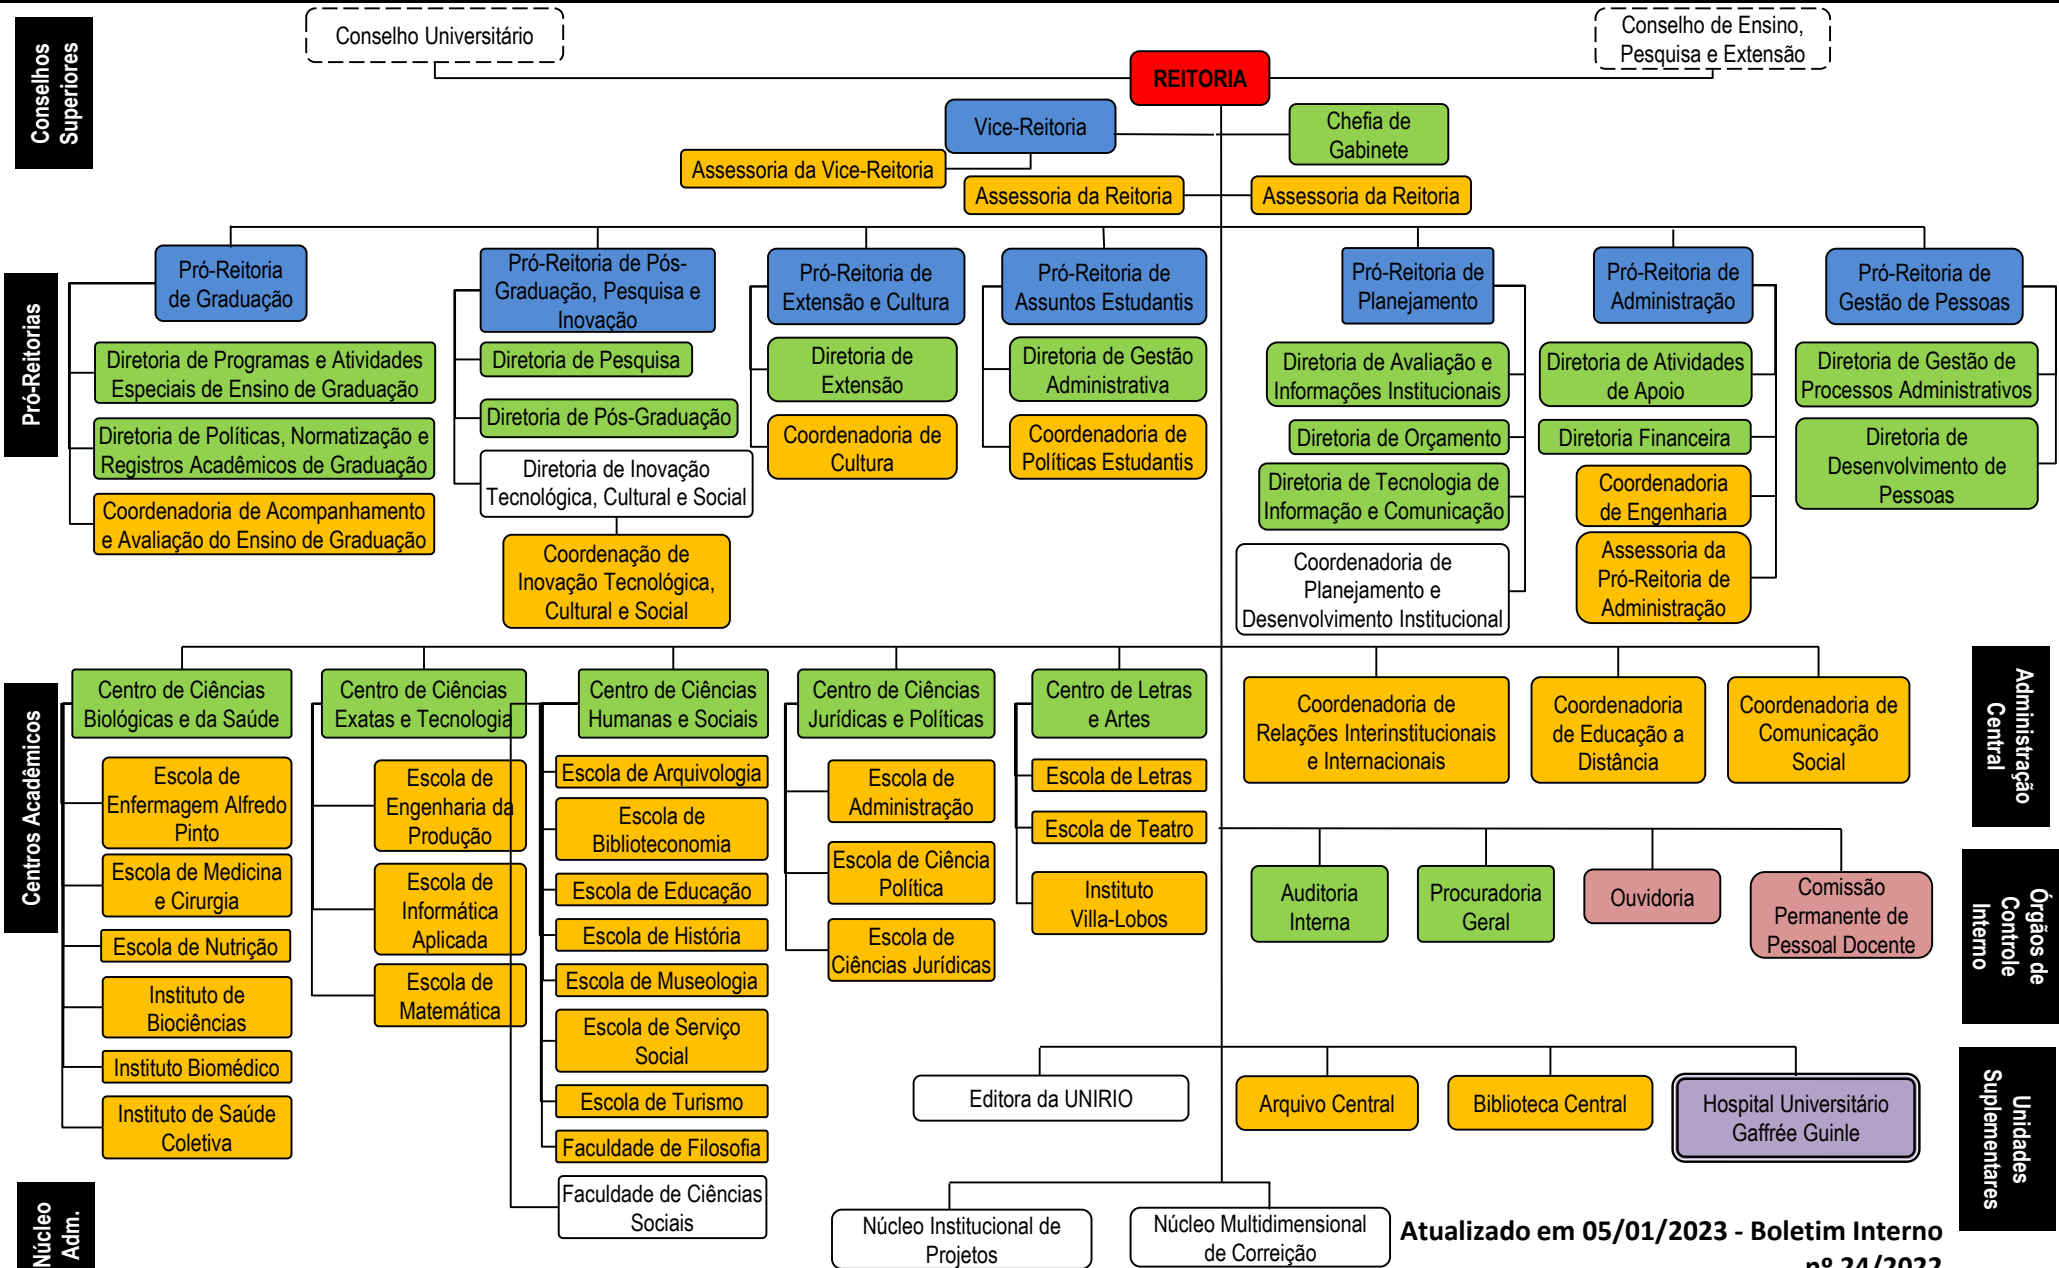 Conselhos
Superiores
Conselho Universitário
Conselho de Ensino,
Pesquisa e Extensão
REITORIA
Vice-Reitoria
Chefia de
Gabinete
Assessoria da Vice-Reitoria
Assessoria da Reitoria
Assessoria da Reitoria
Pró-Reitorias
Pró-Reitoria
de Graduação
Diretoria de Programas e Atividades
Especiais de Ensino de Graduação
Diretoria de Políticas, Normatização e
Registros Acadêmicos de Graduação
Coordenadoria de Acompanhamento
e Avaliação do Ensino de Graduação
Pró-Reitoria de Pós-
Graduação, Pesquisa e
Inovação
Diretoria de Pesquisa
Diretoria de Pós-Graduação
Diretoria de Inovação
Tecnológica, Cultural e Social
Coordenação de
Inovação Tecnológica,
Cultural e Social
Pró-Reitoria de
Extensão e Cultura
Diretoria de
Extensão
Coordenadoria de
Cultura
Pró-Reitoria de
Assuntos Estudantis
Diretoria de Gestão
Administrativa
Coordenadoria de
Políticas Estudantis
Pró-Reitoria de
Planejamento
Diretoria de Avaliação e
Informações Institucionais
Diretoria de Orçamento
Diretoria de Tecnologia de
Informação e Comunicação
Coordenadoria de
Planejamento e
Desenvolvimento Institucional
Pró-Reitoria de
Administração
Diretoria de Atividades
de Apoio
Diretoria Financeira
Coordenadoria
de Engenharia
Assessoria da
Pró-Reitoria de
Administração
Pró-Reitoria de
Gestão de Pessoas
Diretoria de Gestão de
Processos Administrativos
Diretoria de
Desenvolvimento de
Pessoas
Centros Acadêmicos
Centro de Ciências
Biológicas e da Saúde
Escola de
Enfermagem Alfredo
Pinto
Escola de Medicina
e Cirurgia
Escola de Nutrição
Instituto de
Biociências
Instituto Biomédico
Instituto de Saúde
Coletiva
Centro de Ciências
Exatas e Tecnologia
Escola de
Engenharia da
Produção
Escola de
Informática
Aplicada
Escola de
Matemática
Centro de Ciências
Humanas e Sociais
Escola de Arquivologia
Escola de
Biblioteconomia
Escola de Educação
Escola de História
Escola de Museologia
Escola de Serviço
Social
Escola de Turismo
Faculdade de Filosofia
Faculdade de Ciências
Sociais
Centro de Ciências
Jurídicas e Políticas
Escola de
Administração
Escola de Ciência
Política
Escola de
Ciências Jurídicas
Centro de Letras
e Artes
Escola de Letras
Escola de Teatro
Instituto
Villa-Lobos
Administração
Central
Coordenadoria de
Relações Interinstitucionais
e Internacionais
Coordenadoria
de Educação a
Distância
Coordenadoria de
Comunicação
Social
Órgãos de
Controle
Interno
Auditoria
Interna
Procuradoria
Geral
Ouvidoria
Comissão
Permanente de
Pessoal Docente
Unidades
Suplementares
Editora da UNIRIO
Arquivo Central
Biblioteca Central
Hospital Universitário
Gaffrée Guinle
Núcleo
Adm.
Núcleo Institucional de
Projetos
Núcleo Multidimensional
de Correição
Atualizado em 05/01/2023 - Boletim Interno
nº 24/2022